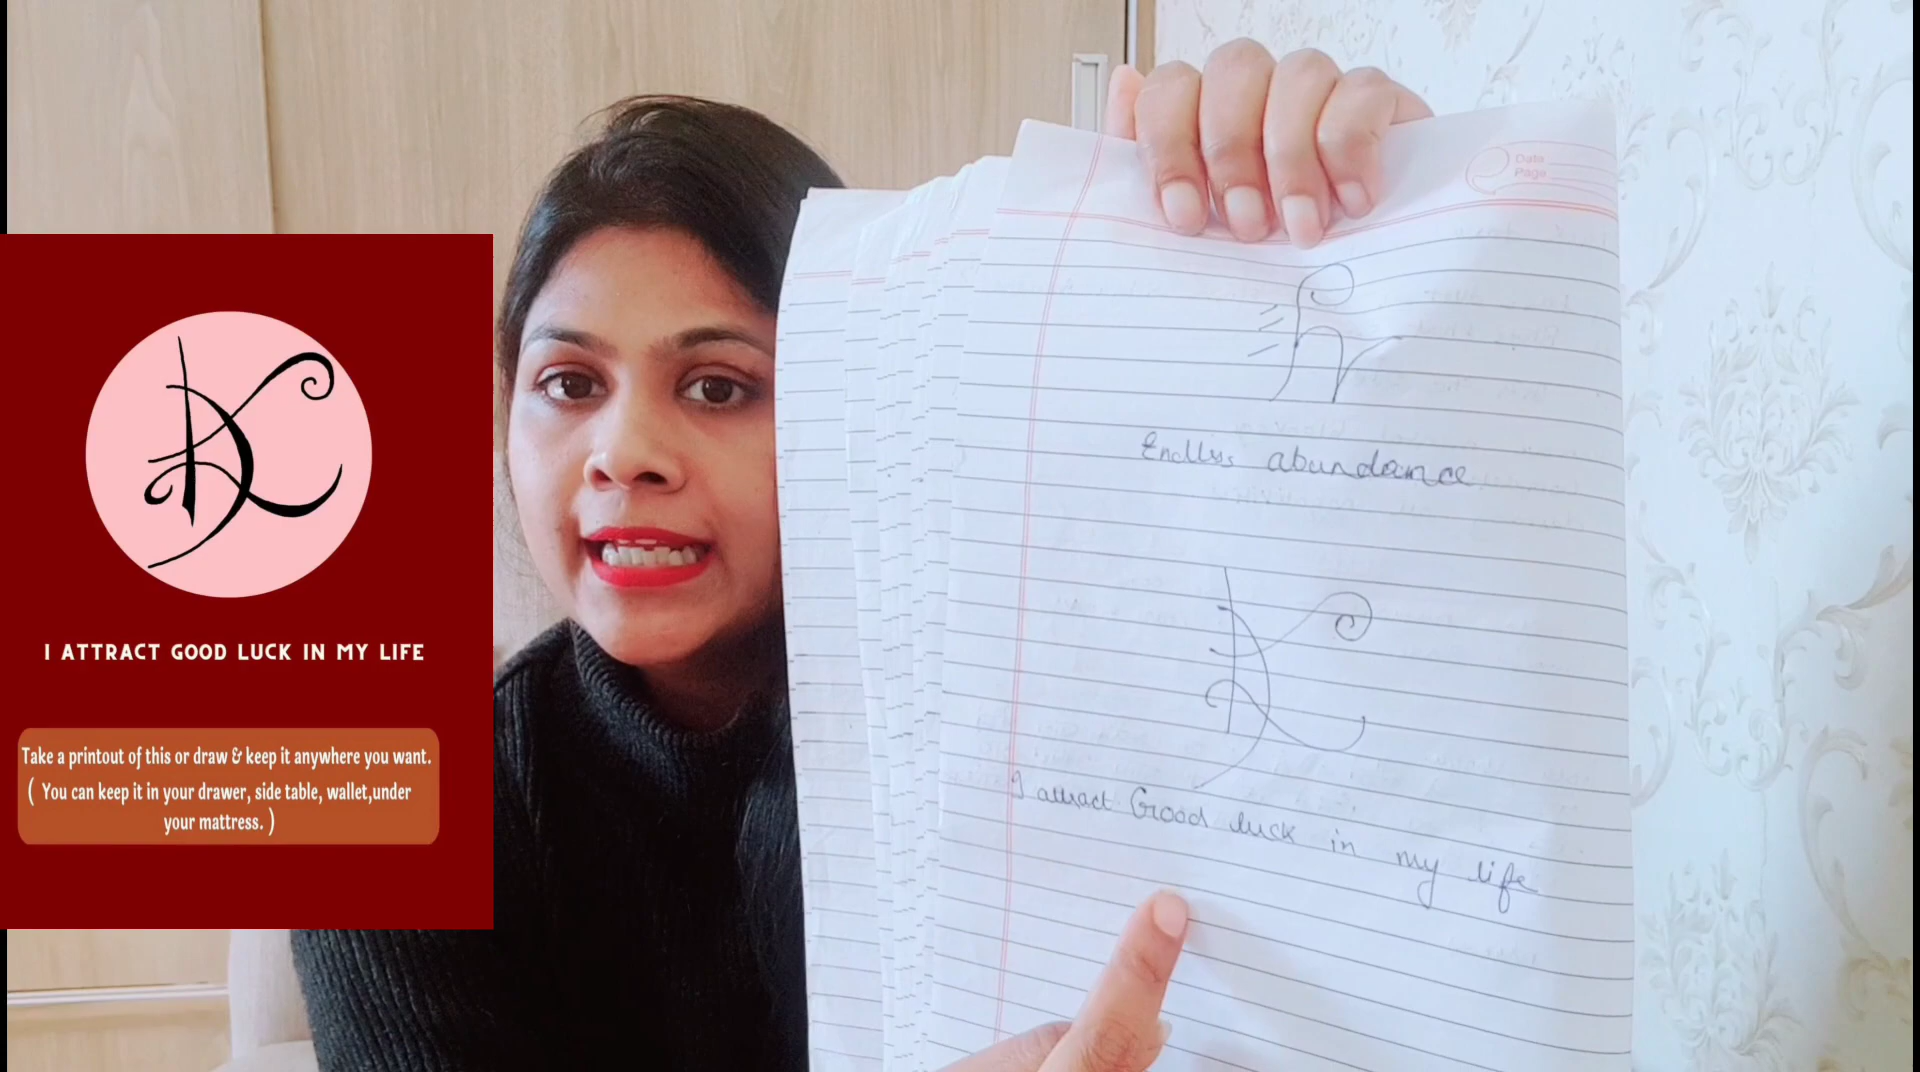 I ATTRACT GOOD LUCK IN MY LIFE
Take a printout of this or draw & keep it anywhere you want.
( You can keep it in your drawer, side table, wallet,under
your mattress. )
Date
Page
Endless abundance
I attract Good luck in my life